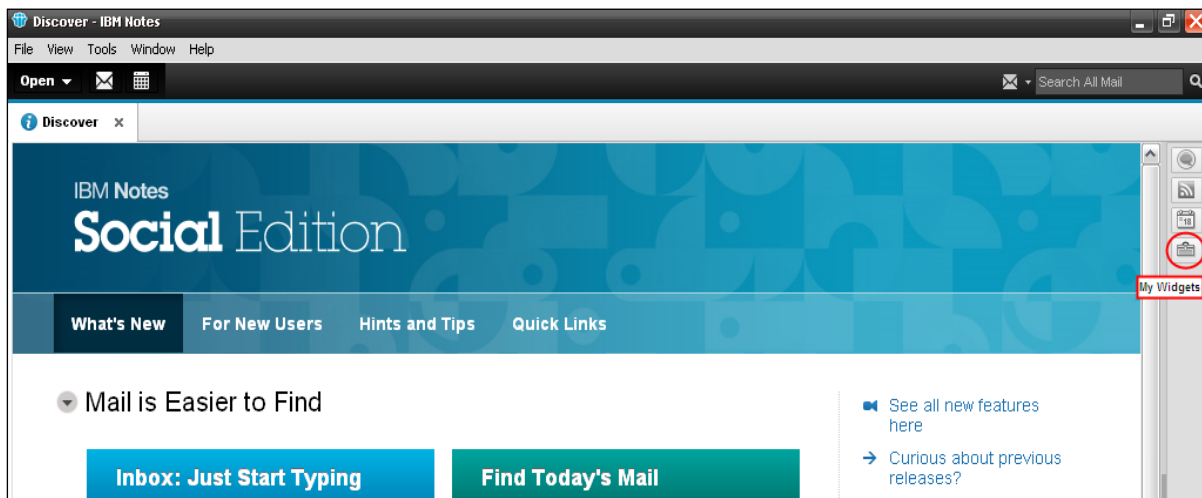 Discover - IBM Notes
File View Tools Window Help
Open Search All Mail
Discover x
IBM Notes
Social Edition
18
My Widgets
What's New For New Users Hints and Tips Quick Links
Mail is Easier to Find
See all new features
here
Curious about previous
releases?
Inbox: Just Start Typing Find Today's Mail